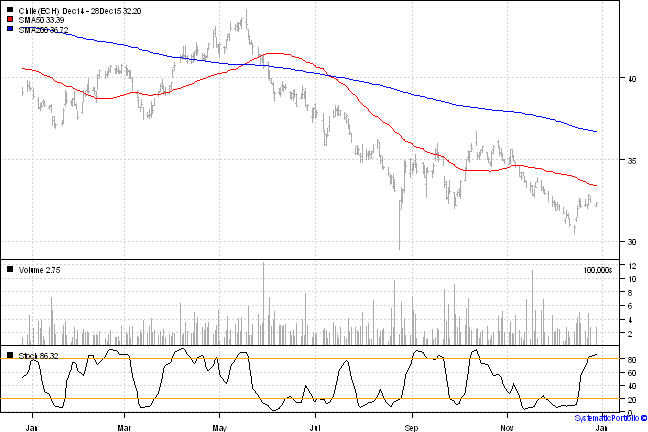 Chile (ECH) Dec14 - 28Dec15 32.20
SMA50 33.39
SMA200 36.72
40
35
30
Volume 2.75
100,000s
12
10
8
6
4
2
Stoch 86.32
80
60
40
20
0
Jan Mar May Jul Sep Nov Jan
SystematicPortfolio ©